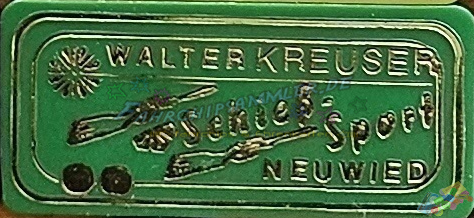 WALTER KREUSER
Schieß-Sport
NEUWIED